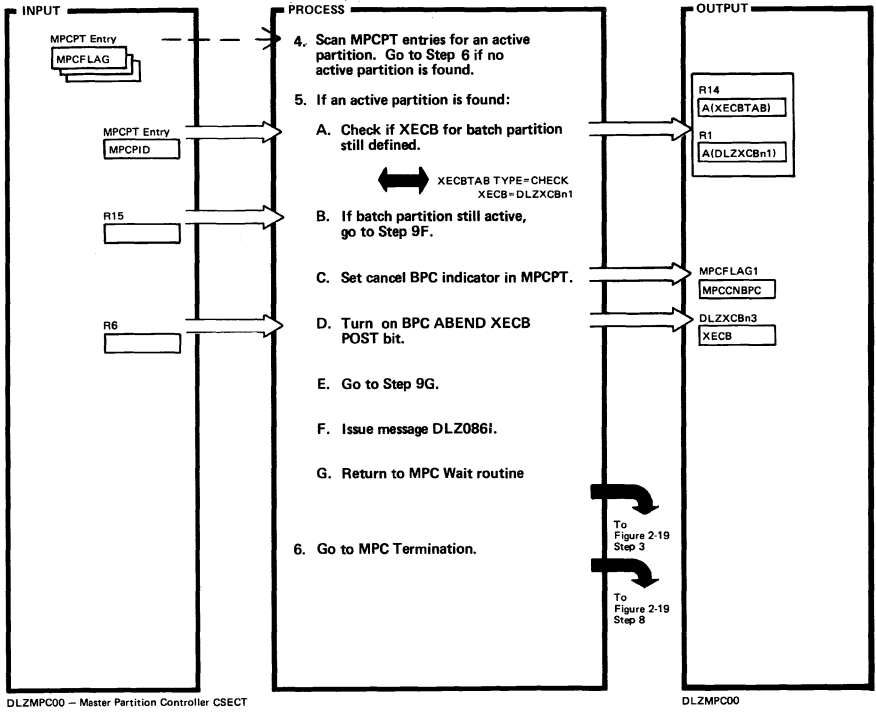 INPUT
MPCPT Entry
MPCFLAG
MPCPT Entry
MPCPID
R15
R6
PROCESS
4. Scan MPCPT entries for an active
partition. Go to Step 6 if no
active partition is found.
5. If an active partition is found:
A. Check if XECB for batch partition
still defined.
XECBTAB TYPE=CHECK
XECB=DLZXCBn1
B. If batch partition still active,
go to Step 9F.
C. Set cancel BPC indicator in MPCPT.
D. Turn on BPC ABEND XECB
POST bit.
E. Go to Step 9G.
F. Issue message DLZ086I.
G. Return to MPC Wait routine
To
Figure 2-19
Step 3
6. Go to MPC Termination.
To
Figure 2-19
Step 8
OUTPUT
R14
A(XECBTAB)
R1
A(DLZXCBn1)
MPCFLAG1
MPCCNBPC
DLZXCBn3
XECB
DLZMPC00 – Master Partition Controller CSECT
DLZMPC00